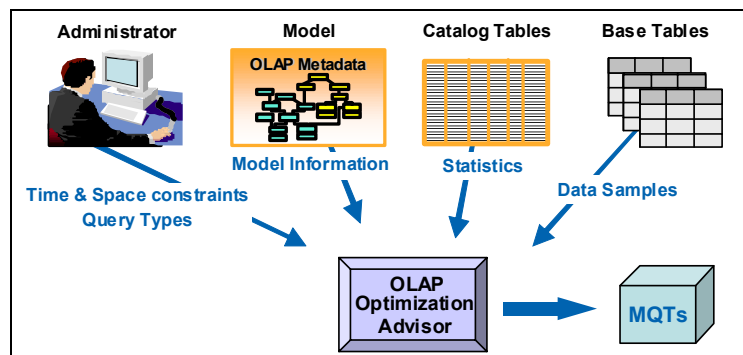 Administrator
Model
Catalog Tables
Base Tables
OLAP Metadata
Model Information
Statistics
Time & Space constraints
Query Types
Data Samples
OLAP
Optimization
Advisor
MQTs